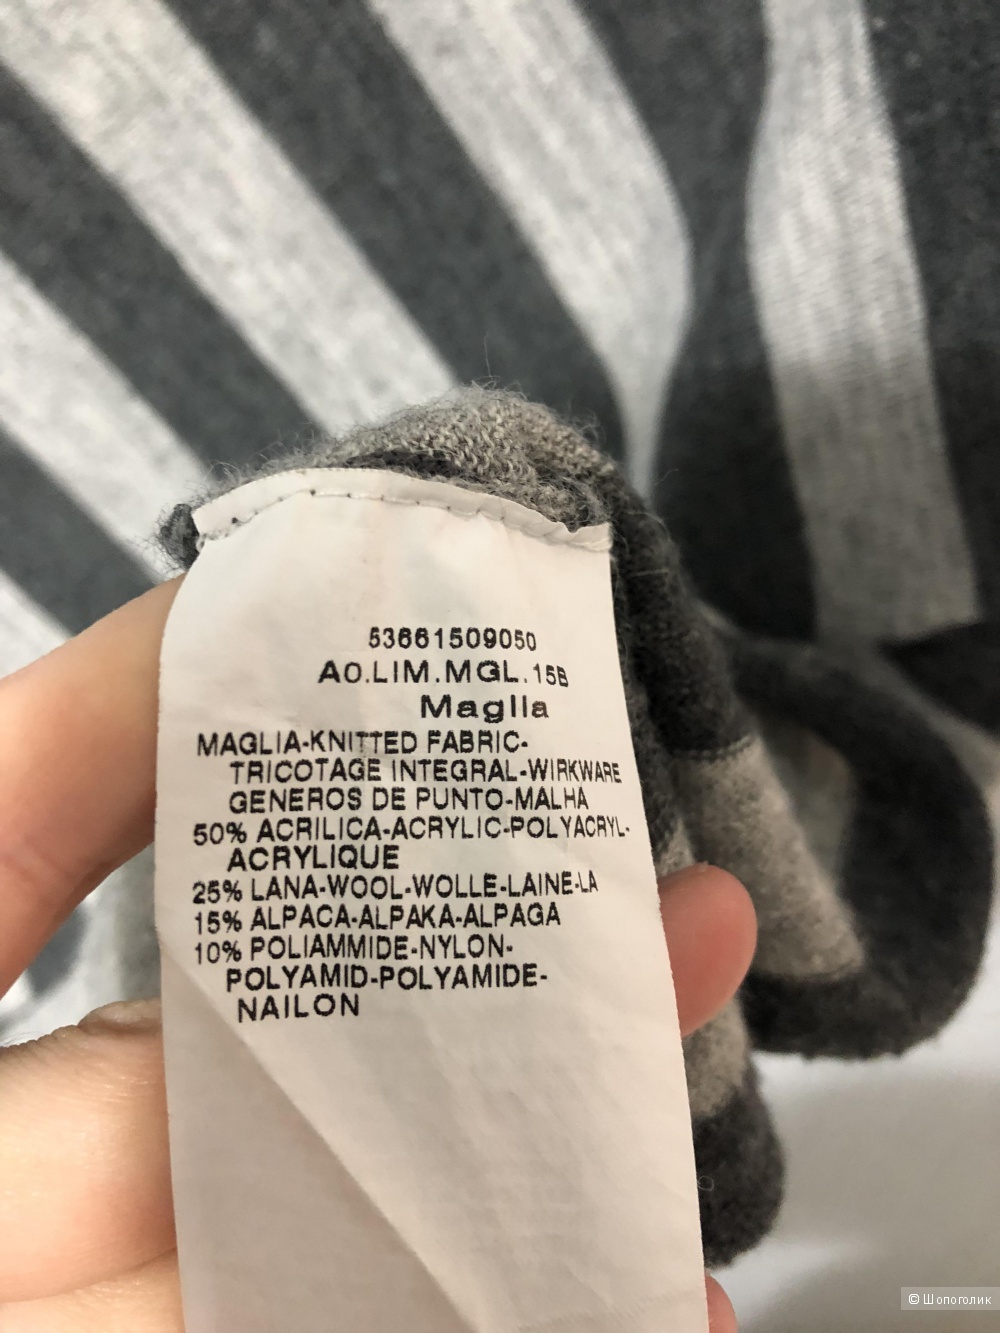 53661509050
AO.LIM.MGL.15B
Maglia
MAGLIA-KNITTED FABRIC-
TRICOTAGE INTEGRAL-WIRKWARE
GENEROS DE PUNTO-MALHA
50% ACRILICA-ACRYLIC-POLYACRYL-
ACRYLIQUE
25% LANA-WOOL-WOLLE-LAINE-LA
15% ALPACA-ALPAKA-ALPAGA
10% POLIAMMIDE-NYLON-
POLYAMID-POLYAMIDE-
NAILON
© Шопоголик